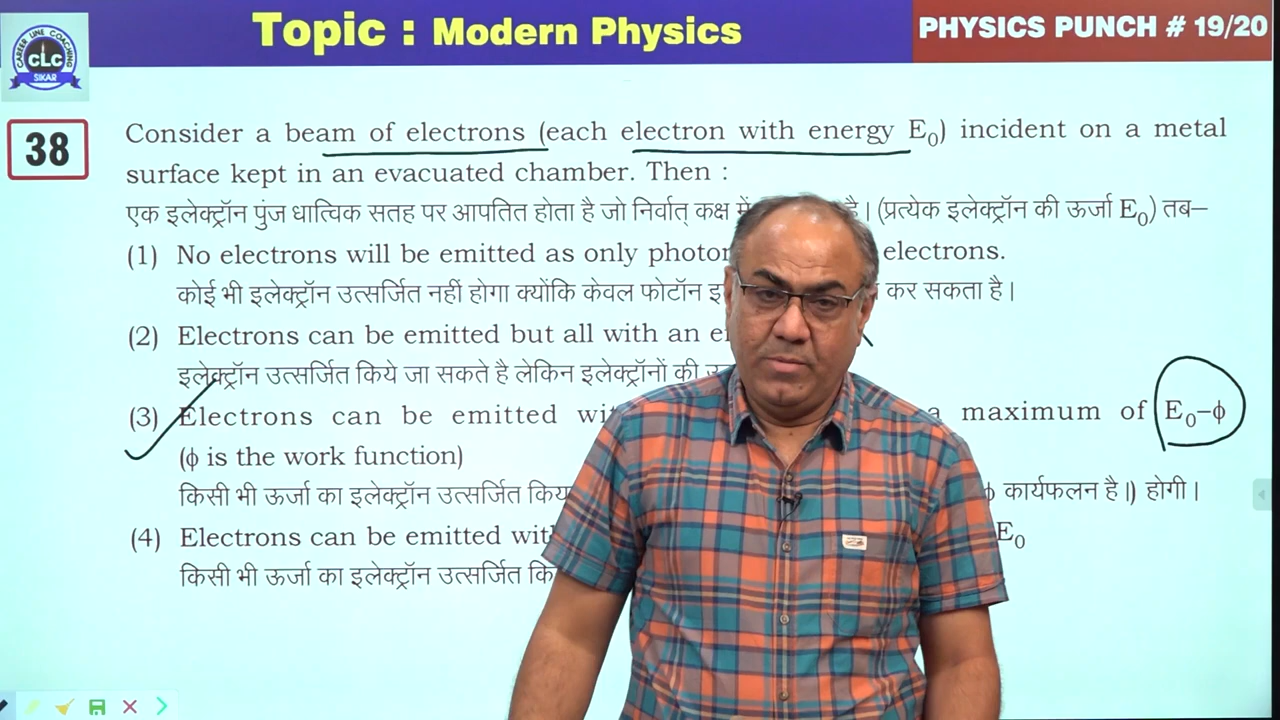 Topic : Modern Physics
PHYSICS PUNCH # 19/20
CAREER LINE COACHING
CLC
SIKAR
38
Consider a beam of electrons (each electron with energy E₀) incident on a metal
surface kept in an evacuated chamber. Then :
एक इलेक्ट्रॉन पुंज धात्विक सतह पर आपतित होता है जो निर्वात् कक्ष में है। (प्रत्येक इलेक्ट्रॉन की ऊर्जा E₀) तब–
(1) No electrons will be emitted as only electrons.
कोई भी इलेक्ट्रॉन उत्सर्जित नहीं होगा क्योंकि केवल फोटॉन कर सकता है।
(2) Electrons can be emitted but all with an
इलेक्ट्रॉन उत्सर्जित किये जा सकते है लेकिन इलेक्ट्रॉनों की
(3) Electrons can be emitted a maximum of E₀–ϕ
(ϕ is the work function)
किसी भी ऊर्जा का इलेक्ट्रॉन उत्सर्जित ϕ कार्यफलन है।) होगी।
(4) Electrons can be emitted E₀
किसी भी ऊर्जा का इलेक्ट्रॉन उत्सर्जित